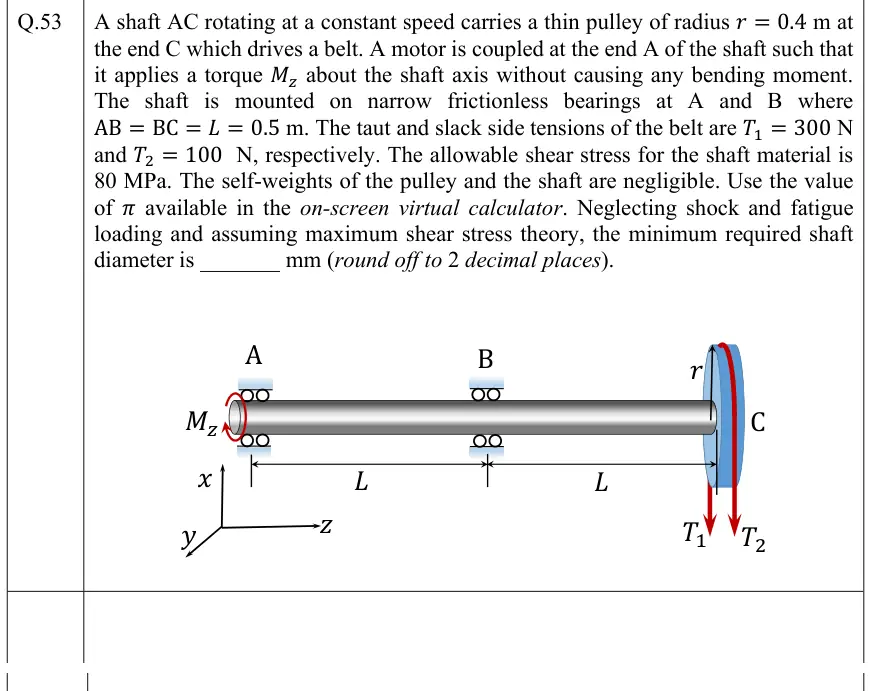 Q.53
A shaft AC rotating at a constant speed carries a thin pulley of radius r = 0.4 m at
the end C which drives a belt. A motor is coupled at the end A of the shaft such that
it applies a torque M_z about the shaft axis without causing any bending moment.
The shaft is mounted on narrow frictionless bearings at A and B where
AB = BC = L = 0.5 m. The taut and slack side tensions of the belt are T₁ = 300 N
and T₂ = 100 N, respectively. The allowable shear stress for the shaft material is
80 MPa. The self-weights of the pulley and the shaft are negligible. Use the value
of π available in the on-screen virtual calculator. Neglecting shock and fatigue
loading and assuming maximum shear stress theory, the minimum required shaft
diameter is ________ mm (round off to 2 decimal places).
A
B
r
M_z
C
x
L
L
z
y
T₁
T₂